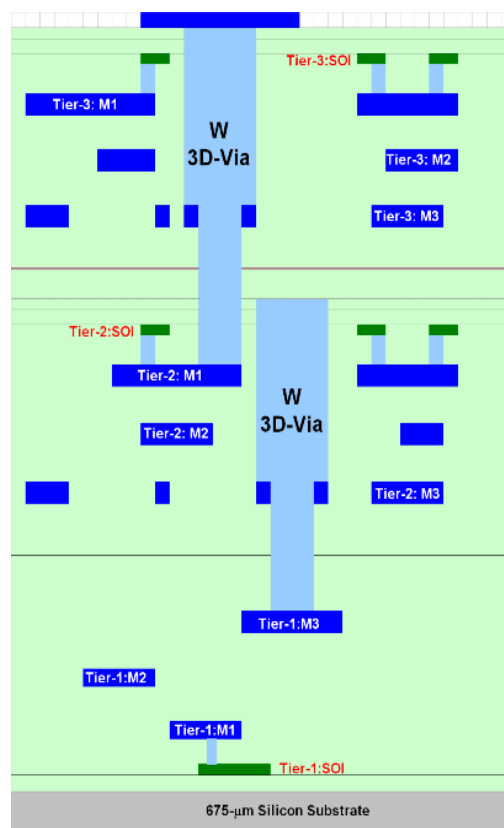 Tier-3:SOI
Tier-3: M1
W
3D-Via
Tier-3: M2
Tier-3: M3
Tier-2:SOI
Tier-2: M1
W
3D-Via
Tier-2: M2
Tier-2: M3
Tier-1:M3
Tier-1:M2
Tier-1:M1
Tier-1:SOI
675-µm Silicon Substrate